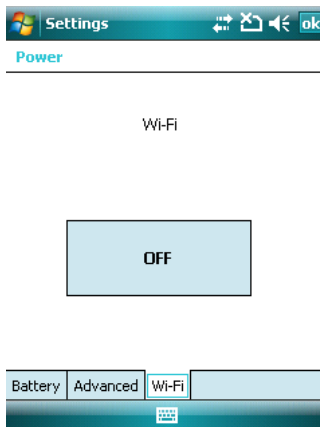 Settings
ok
Power
Wi-Fi
OFF
Battery Advanced Wi-Fi